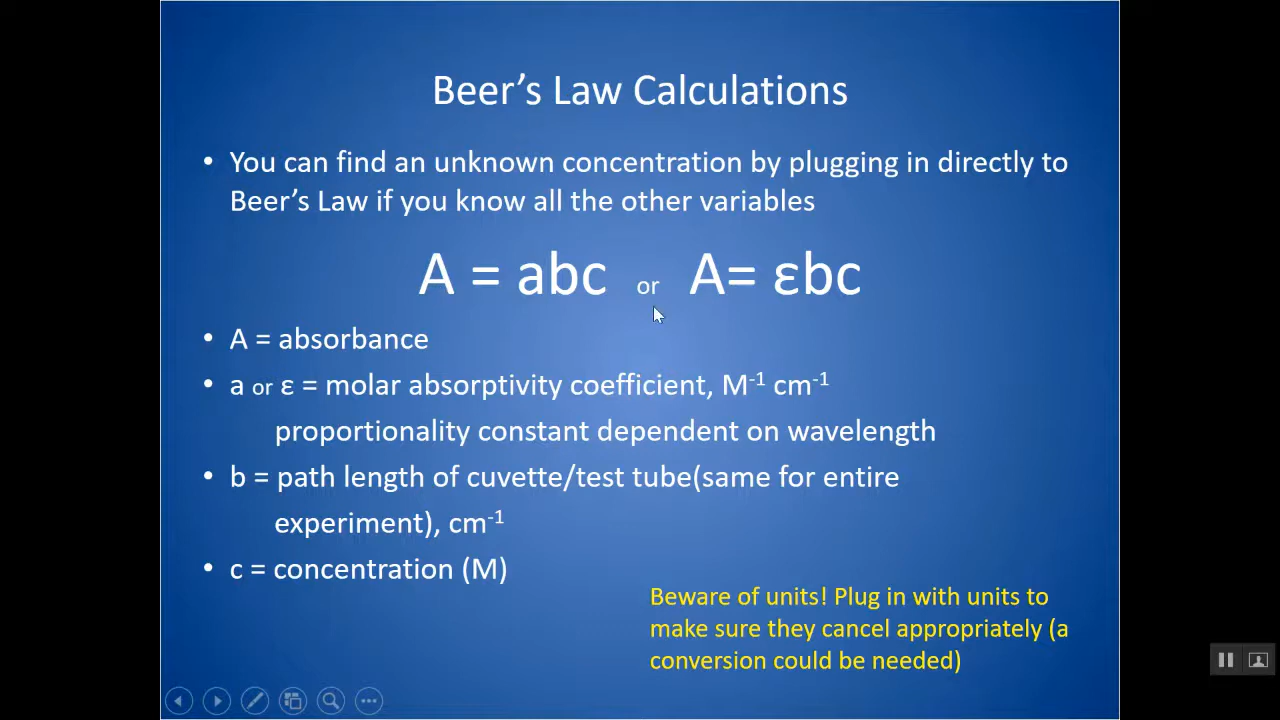 Beer's Law Calculations
• You can find an unknown concentration by plugging in directly to
Beer's Law if you know all the other variables
A = abc or A= εbc
• A = absorbance
• a or ε = molar absorptivity coefficient, M⁻¹ cm⁻¹
proportionality constant dependent on wavelength
• b = path length of cuvette/test tube(same for entire
experiment), cm⁻¹
• c = concentration (M)
Beware of units! Plug in with units to
make sure they cancel appropriately (a
conversion could be needed)